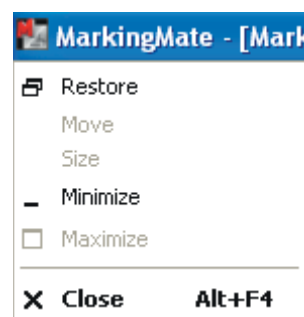 MarkingMate - [Mark
Restore
Move
Size
Minimize
Maximize
Close Alt+F4